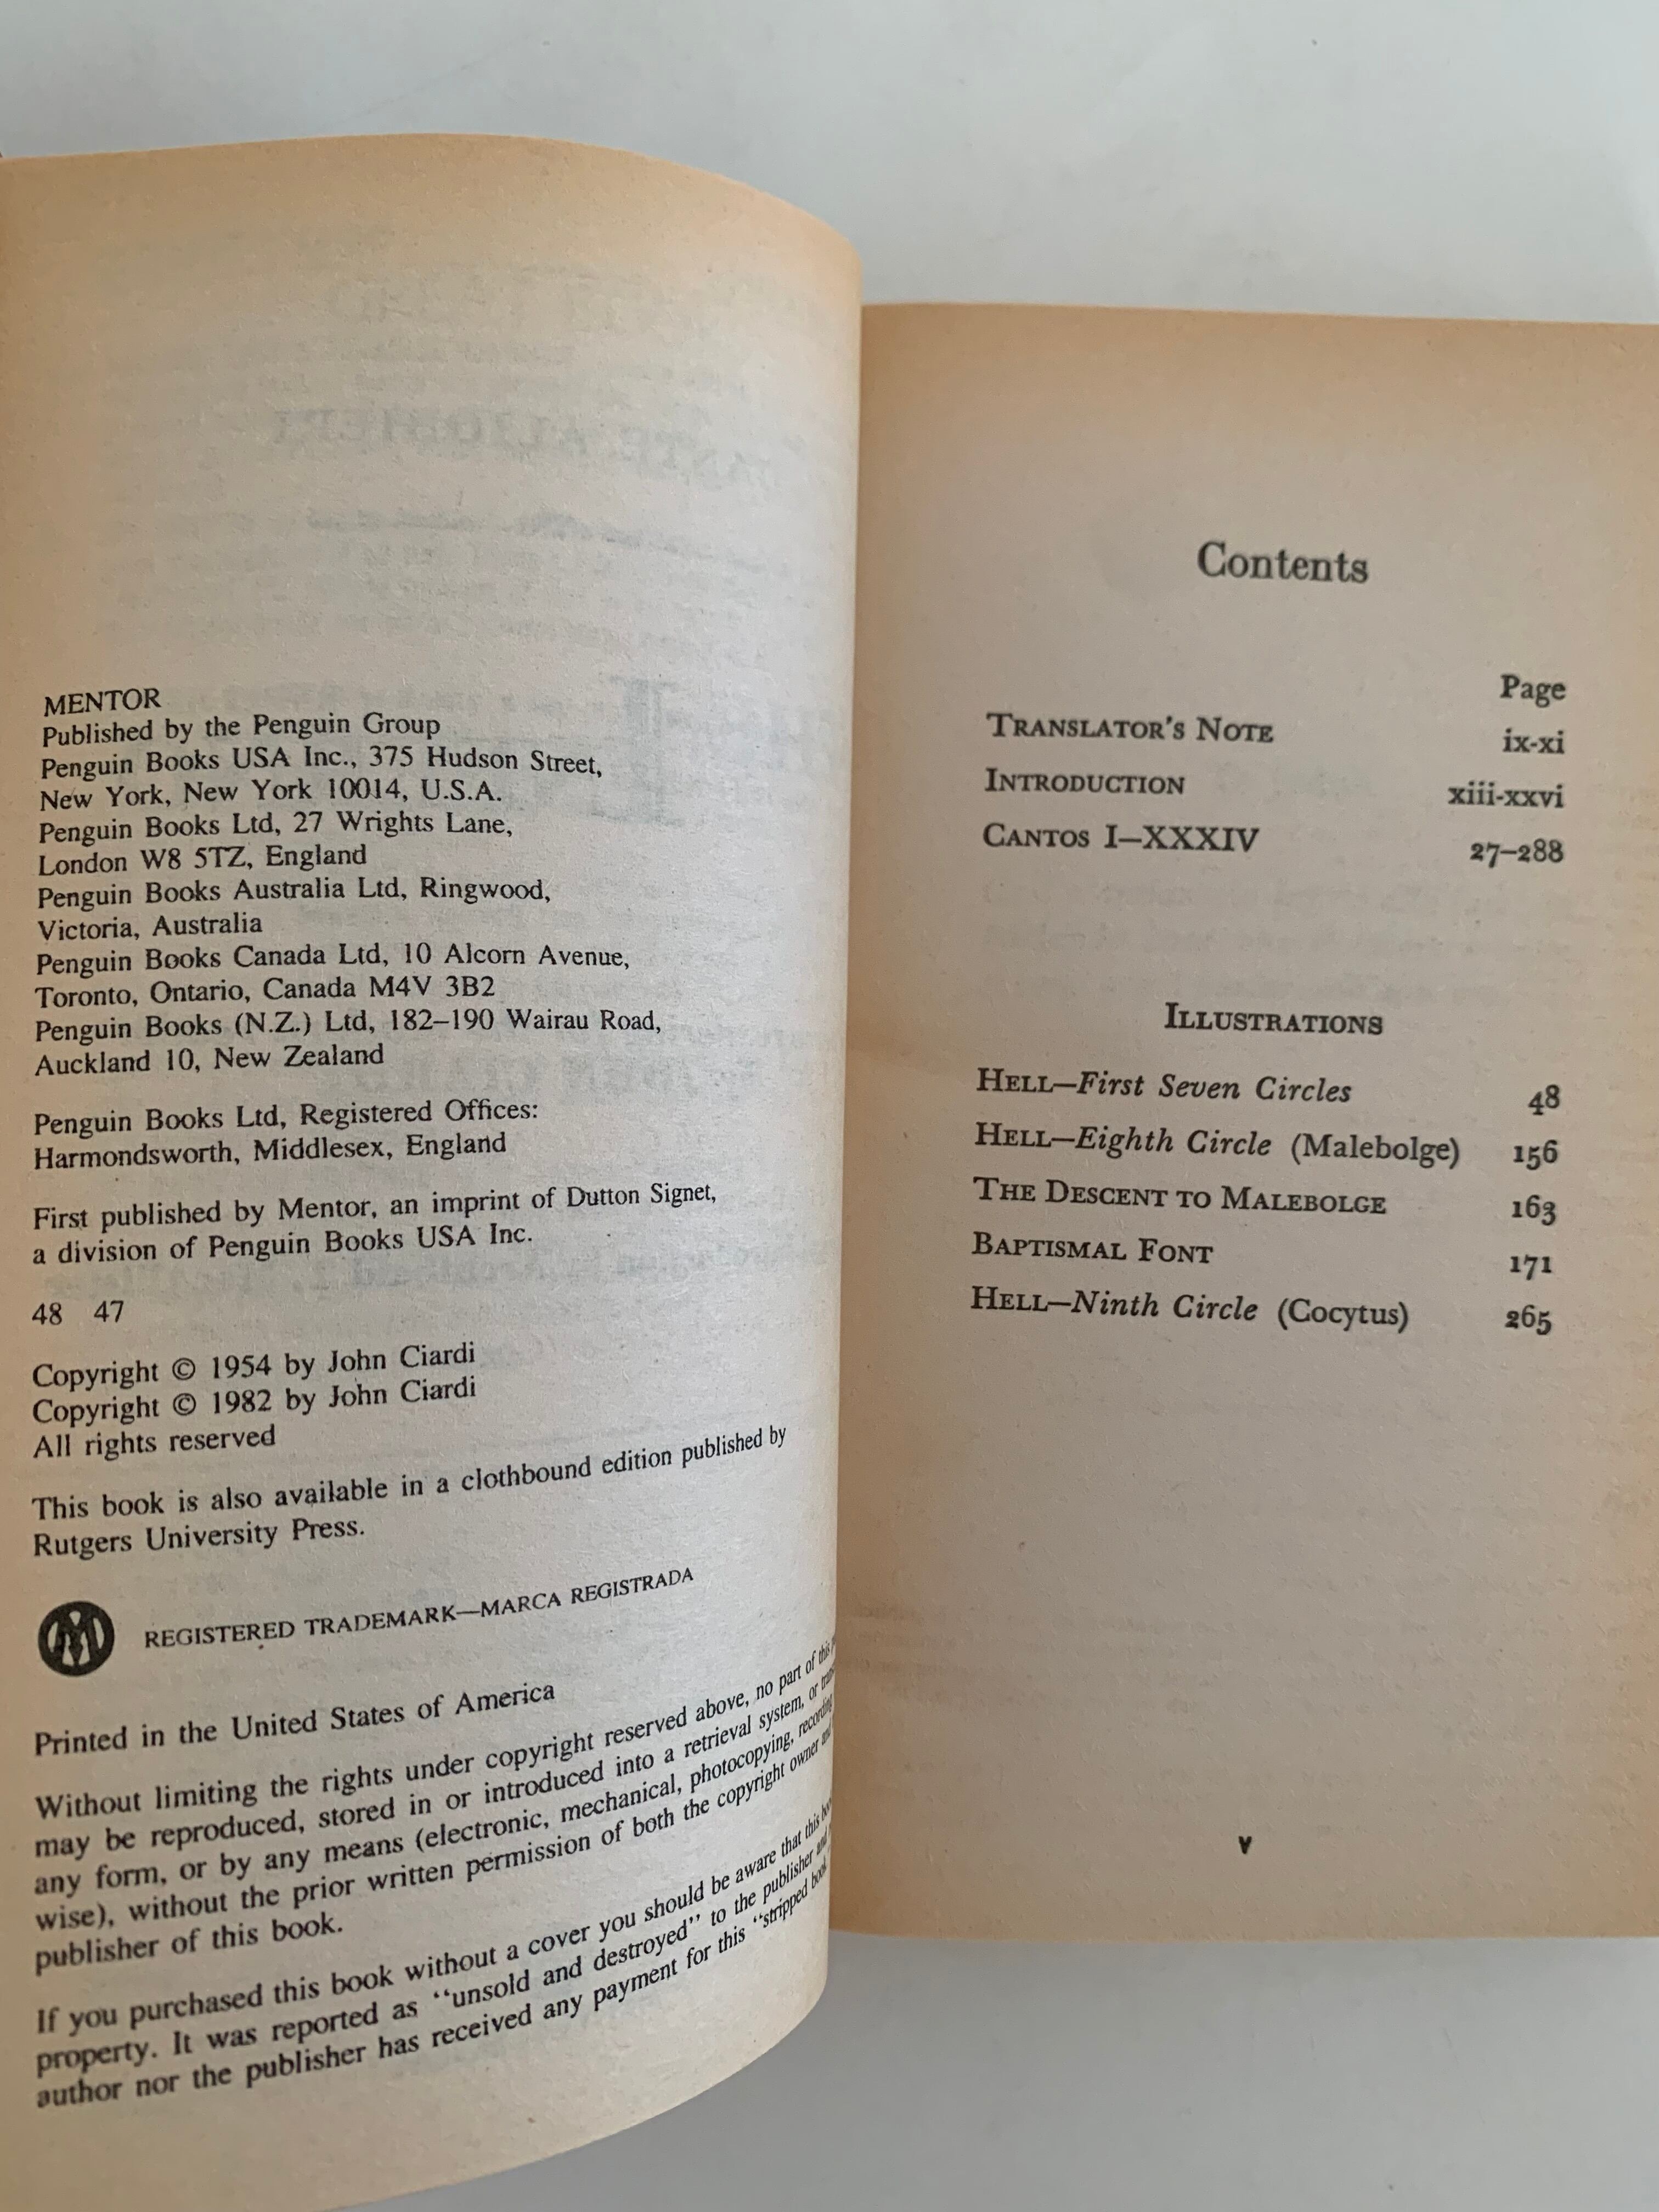 MENTOR
Published by the Penguin Group
Penguin Books USA Inc., 375 Hudson Street,
New York, New York 10014, U.S.A.
Penguin Books Ltd, 27 Wrights Lane,
London W8 5TZ, England
Penguin Books Australia Ltd, Ringwood,
Victoria, Australia
Penguin Books Canada Ltd, 10 Alcorn Avenue,
Toronto, Ontario, Canada M4V 3B2
Penguin Books (N.Z.) Ltd, 182–190 Wairau Road,
Auckland 10, New Zealand
Penguin Books Ltd, Registered Offices:
Harmondsworth, Middlesex, England
First published by Mentor, an imprint of Dutton Signet,
a division of Penguin Books USA Inc.
48 47
Copyright © 1954 by John Ciardi
Copyright © 1982 by John Ciardi
All rights reserved
This book is also available in a clothbound edition published by
Rutgers University Press.
REGISTERED TRADEMARK—MARCA REGISTRADA
Printed in the United States of America
Without limiting the rights under copyright reserved above, no part of this
may be reproduced, stored in or introduced into a retrieval system, or
any form, or by any means (electronic, mechanical, photocopying, recording
wise), without the prior written permission of both the copyright owner and
publisher of this book.
If you purchased this book without a cover you should be aware that this
property. It was reported as ‘‘unsold and destroyed’’ to the publisher and
author nor the publisher has received any payment for this ‘‘stripped book
Contents
Page
TRANSLATOR'S NOTE ix-xi
INTRODUCTION xiii-xxvi
CANTOS I—XXXIV 27–288
ILLUSTRATIONS
HELL—First Seven Circles 48
HELL—Eighth Circle (Malebolge) 156
THE DESCENT TO MALEBOLGE 163
BAPTISMAL FONT 171
HELL—Ninth Circle (Cocytus) 265
v